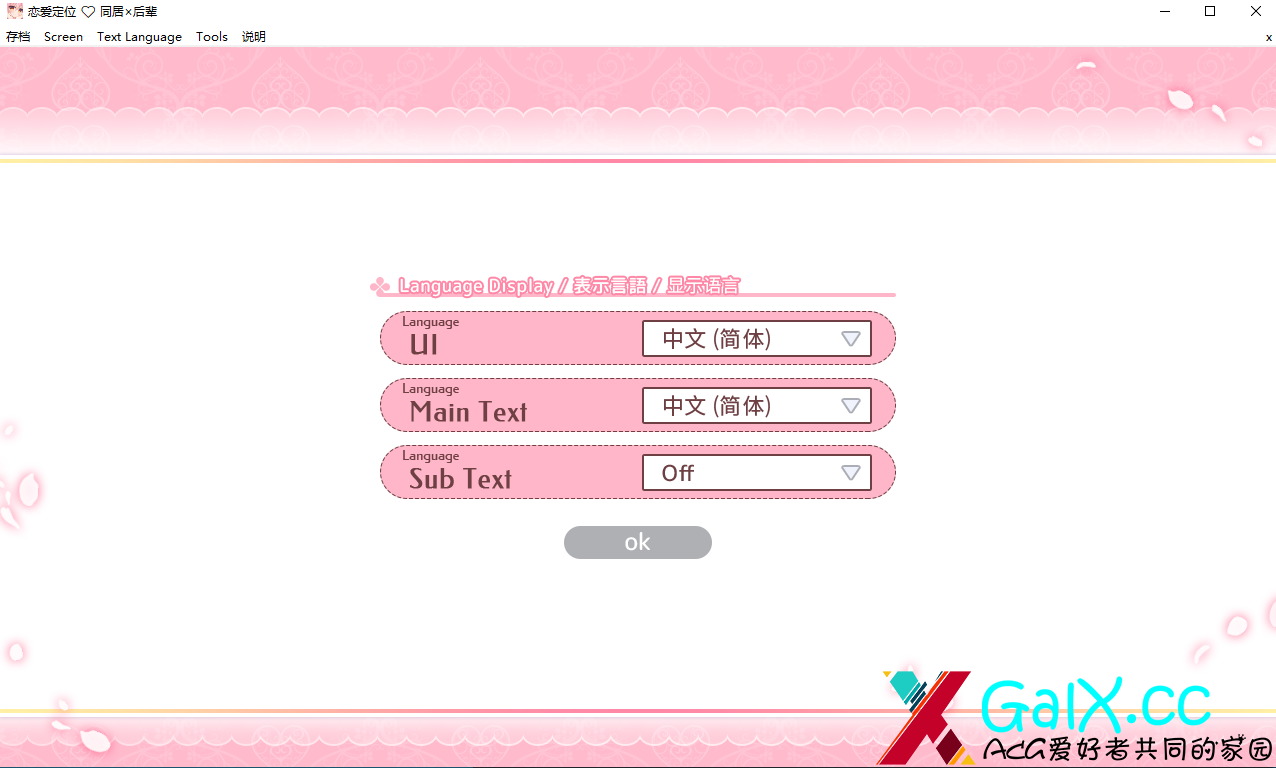 恋爱定位 ♡ 同居×后辈
存档 Screen Text Language Tools 说明 x
Language Display / 表示言語 / 显示语言
Language
UI 中文 (简体)
Language
Main Text 中文 (简体)
Language
Sub Text Off
ok
GalX.cc
ACG爱好者共同的家园